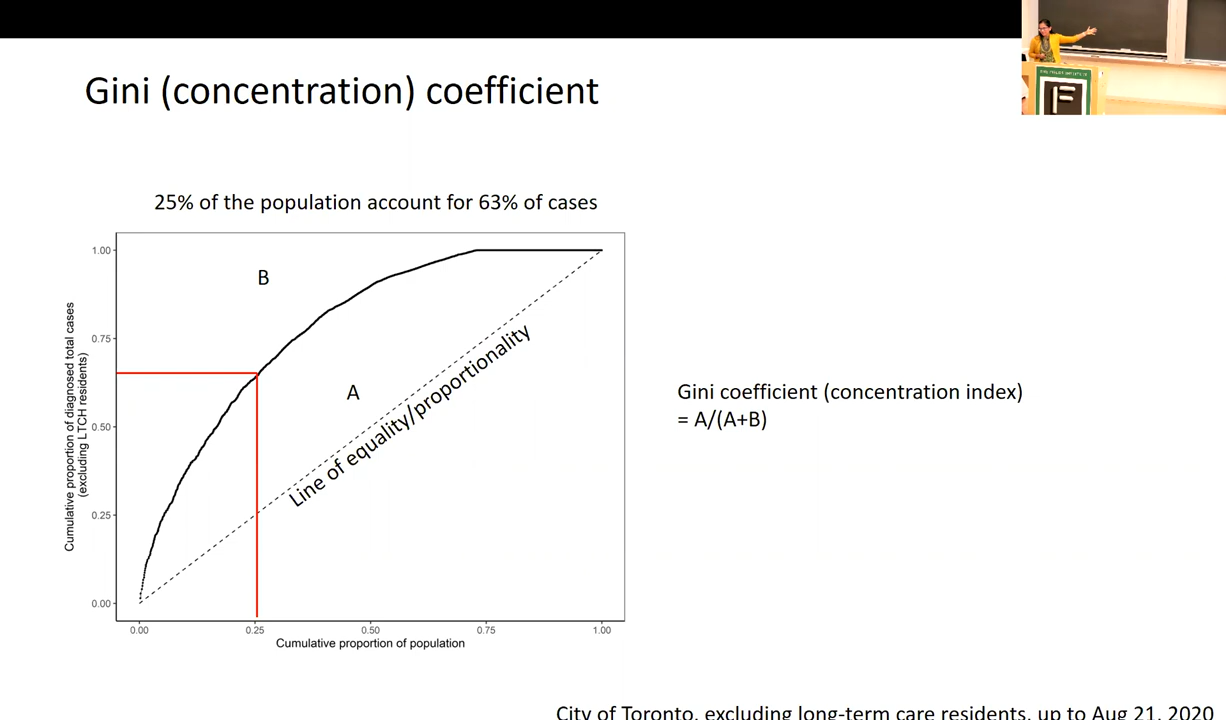 Gini (concentration) coefficient
25% of the population account for 63% of cases
1.00
0.75
0.50
0.25
0.00
Cumulative proportion of diagnosed total cases
(excluding LTCH residents)
B
A
Line of equality/proportionality
0.00 0.25 0.50 0.75 1.00
Cumulative proportion of population
Gini coefficient (concentration index)
= A/(A+B)
City of Toronto, excluding long-term care residents, up to Aug 21, 2020